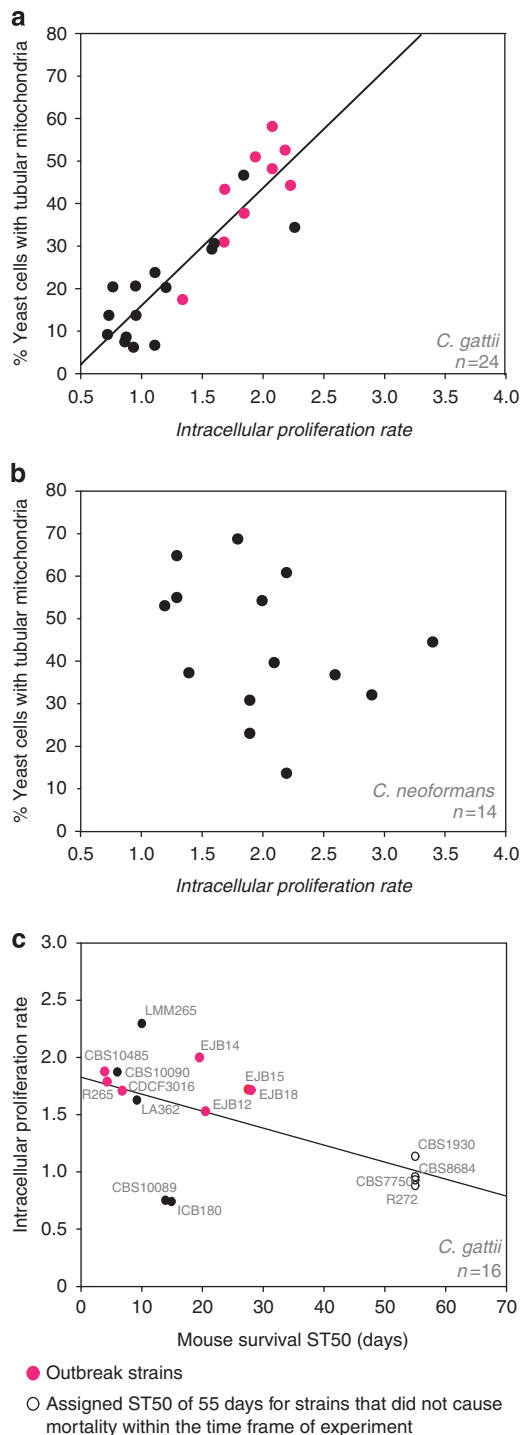 a
% Yeast cells with tubular mitochondria
80
70
60
50
40
30
20
10
0
C. gattii
n=24
0.5 1.0 1.5 2.0 2.5 3.0 3.5 4.0
Intracellular proliferation rate
b
% Yeast cells with tubular mitochondria
80
70
60
50
40
30
20
10
0
C. neoformans
n=14
0.5 1.0 1.5 2.0 2.5 3.0 3.5 4.0
Intracellular proliferation rate
c
Intracellular proliferation rate
3.0
2.5
2.0
1.5
1.0
0.5
0
LMM265
EJB14
CBS10485
CBS10090
EJB15
R265
CDCF3016
EJB18
LA362
EJB12
CBS1930
CBS8684
CBS7750
R272
CBS10089
ICB180
C. gattii
n=16
0 10 20 30 40 50 60 70
Mouse survival ST50 (days)
Outbreak strains
Assigned ST50 of 55 days for strains that did not cause
mortality within the time frame of experiment